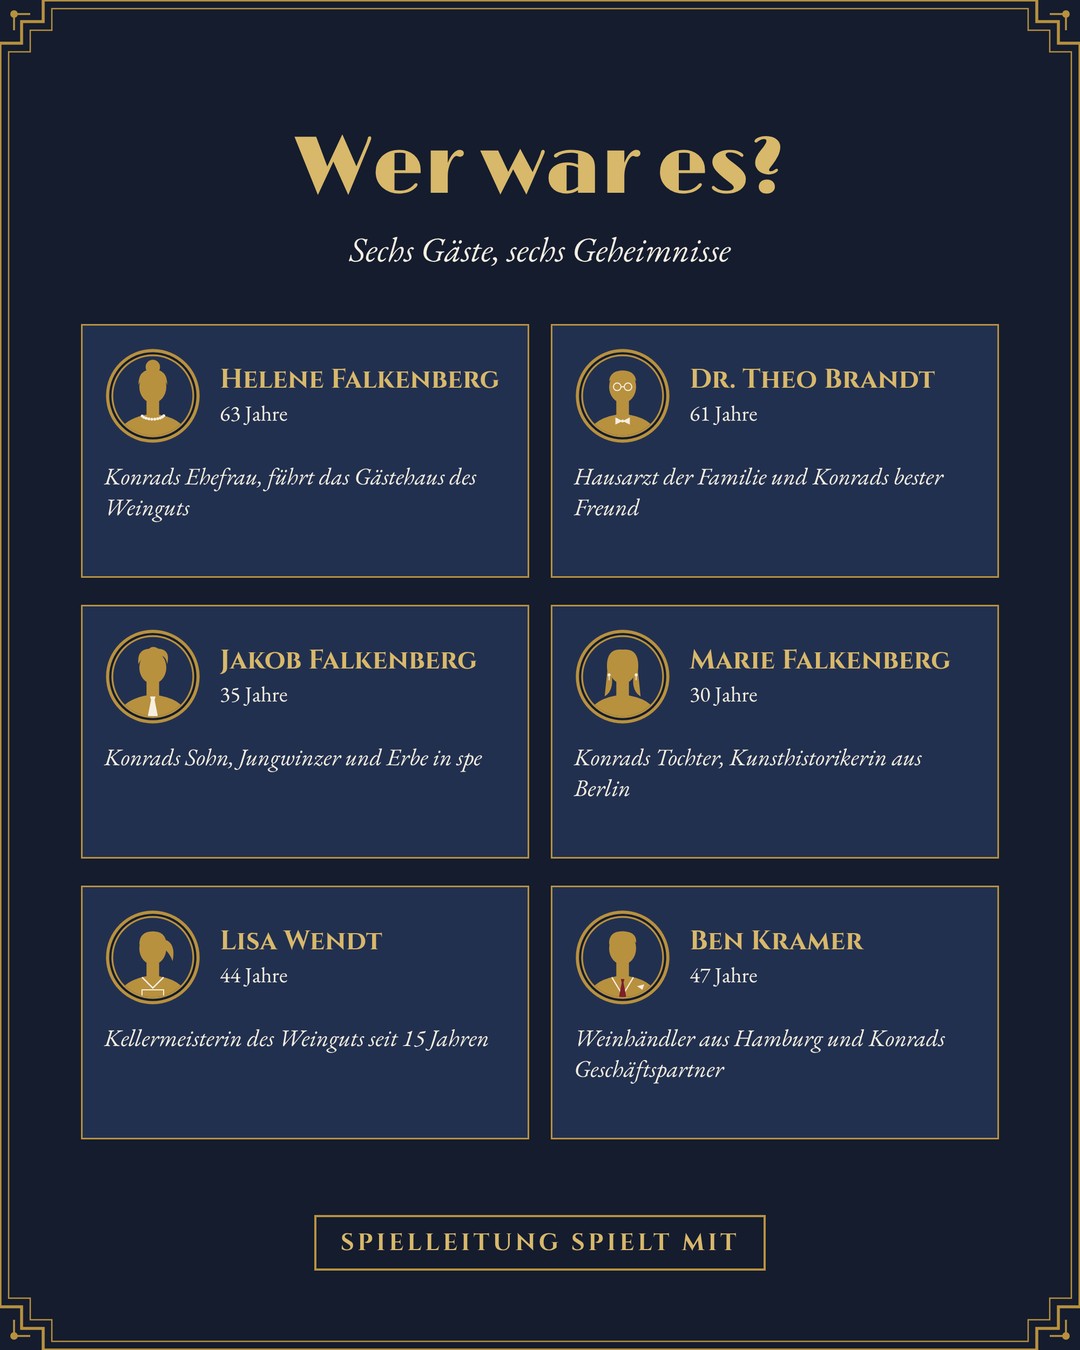 Wer war es?
Sechs Gäste, sechs Geheimnisse
Helene Falkenberg
63 Jahre
Konrads Ehefrau, führt das Gästehaus des
Weinguts
Dr. Theo Brandt
61 Jahre
Hausarzt der Familie und Konrads bester
Freund
Jakob Falkenberg
35 Jahre
Konrads Sohn, Jungwinzer und Erbe in spe
Marie Falkenberg
30 Jahre
Konrads Tochter, Kunsthistorikerin aus
Berlin
Lisa Wendt
44 Jahre
Kellermeisterin des Weinguts seit 15 Jahren
Ben Kramer
47 Jahre
Weinhändler aus Hamburg und Konrads
Geschäftspartner
SPIELLEITUNG SPIELT MIT